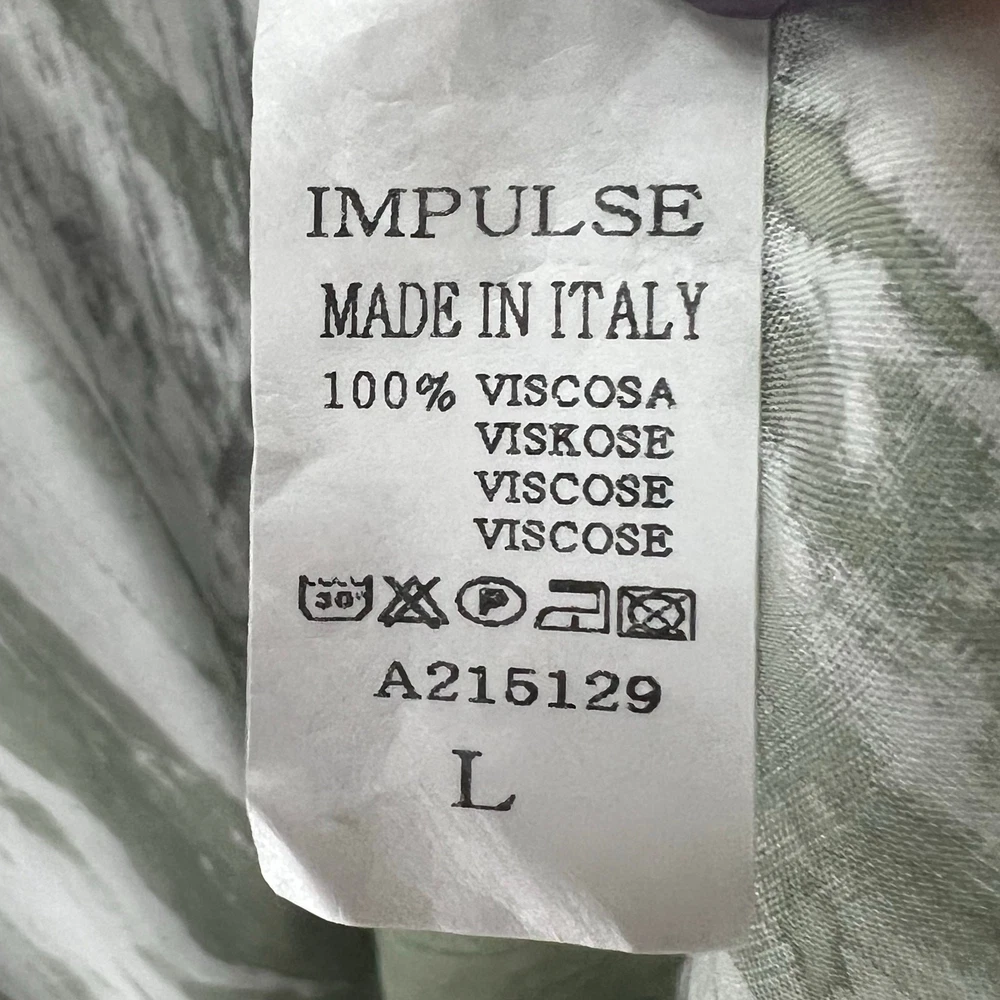 IMPULSE
MADE IN ITALY
100% VISCOSA
VISKOSE
VISCOSE
VISCOSE
30° P
A215129
L